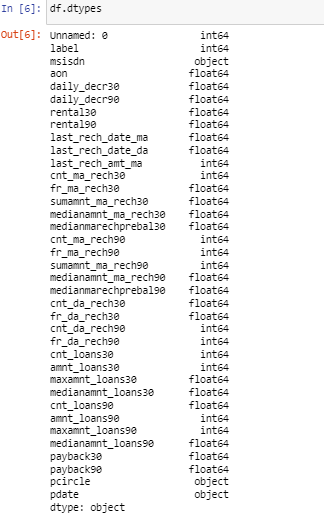 In [6]: df.dtypes
Out[6]: Unnamed: 0 int64
label int64
msisdn object
aon float64
daily_decr30 float64
daily_decr90 float64
rental30 float64
rental90 float64
last_rech_date_ma float64
last_rech_date_da float64
last_rech_amt_ma int64
cnt_ma_rech30 int64
fr_ma_rech30 float64
sumamnt_ma_rech30 float64
medianamnt_ma_rech30 float64
medianmarechprebal30 float64
cnt_ma_rech90 int64
fr_ma_rech90 int64
sumamnt_ma_rech90 int64
medianamnt_ma_rech90 float64
medianmarechprebal90 float64
cnt_da_rech30 float64
fr_da_rech30 float64
cnt_da_rech90 int64
fr_da_rech90 int64
cnt_loans30 int64
amnt_loans30 int64
maxamnt_loans30 float64
medianamnt_loans30 float64
cnt_loans90 float64
amnt_loans90 int64
maxamnt_loans90 int64
medianamnt_loans90 float64
payback30 float64
payback90 float64
pcircle object
pdate object
dtype: object